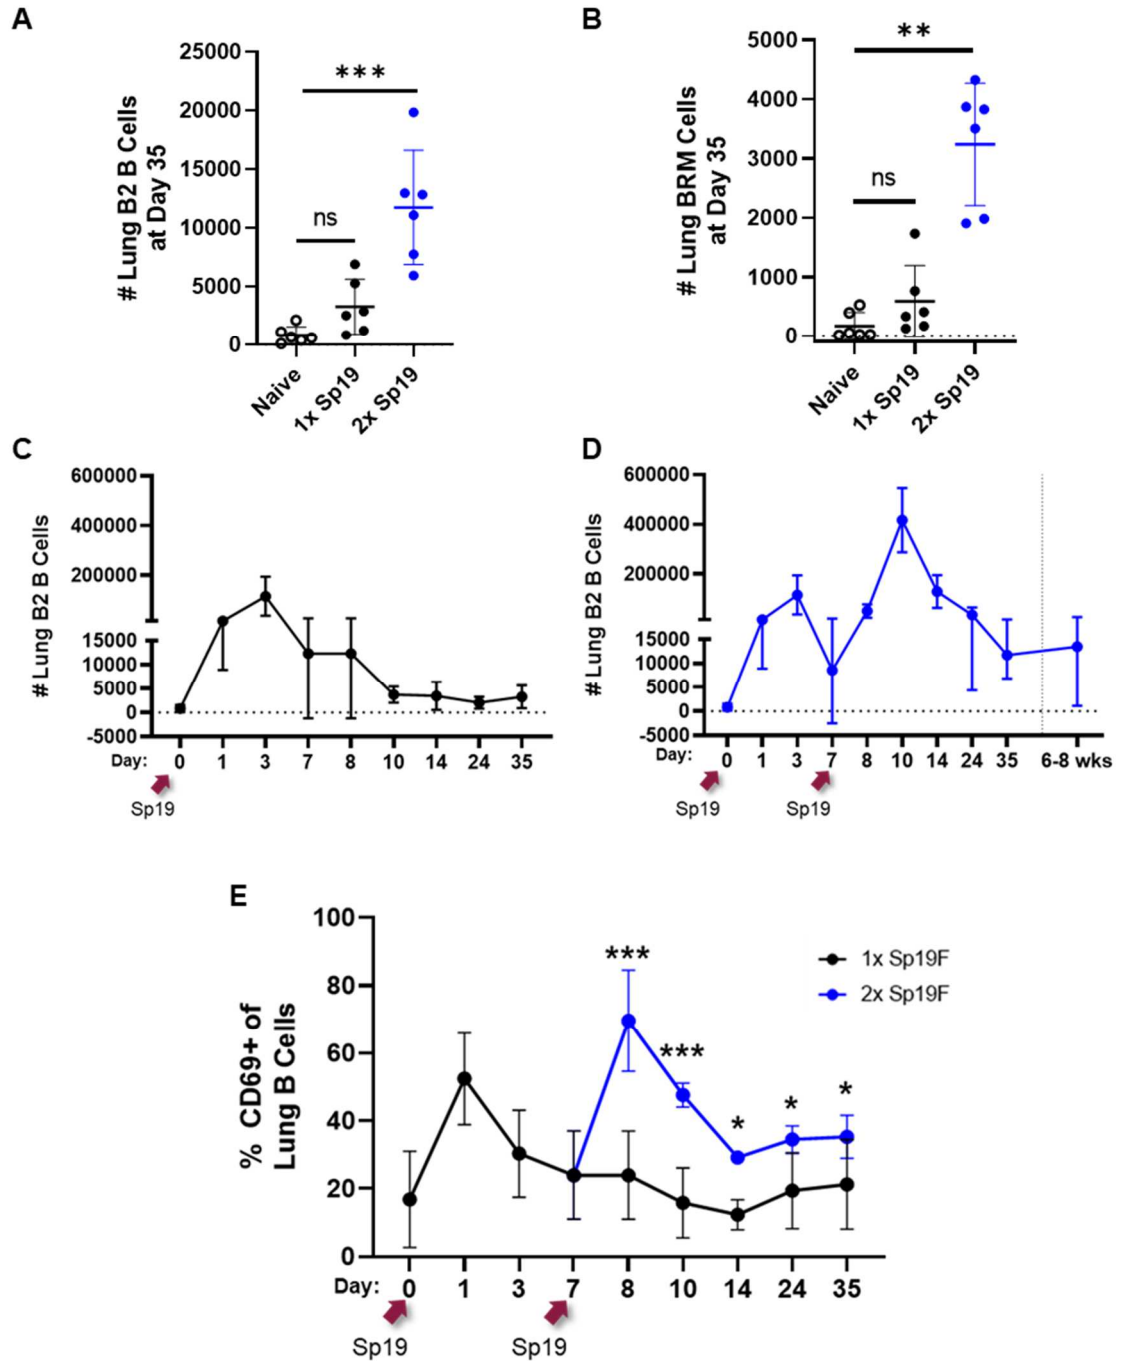 A
# Lung B2 B Cells
at Day 35
25000
20000
15000
10000
5000
0
***
ns
Naive
1x Sp19
2x Sp19
B
# Lung BRM Cells
at Day 35
5000
4000
3000
2000
1000
0
**
ns
Naive
1x Sp19
2x Sp19
C
# Lung B2 B Cells
600000
400000
200000
15000
10000
5000
0
-5000
Day: 0 1 3 7 8 10 14 24 35
Sp19
D
# Lung B2 B Cells
600000
400000
200000
15000
10000
5000
0
-5000
Day: 0 1 3 7 8 10 14 24 35 6-8 wks
Sp19 Sp19
E
% CD69+ of
Lung B Cells
100
80
60
40
20
0
***
***
*
*
*
1x Sp19F
2x Sp19F
Day: 0 1 3 7 8 10 14 24 35
Sp19 Sp19